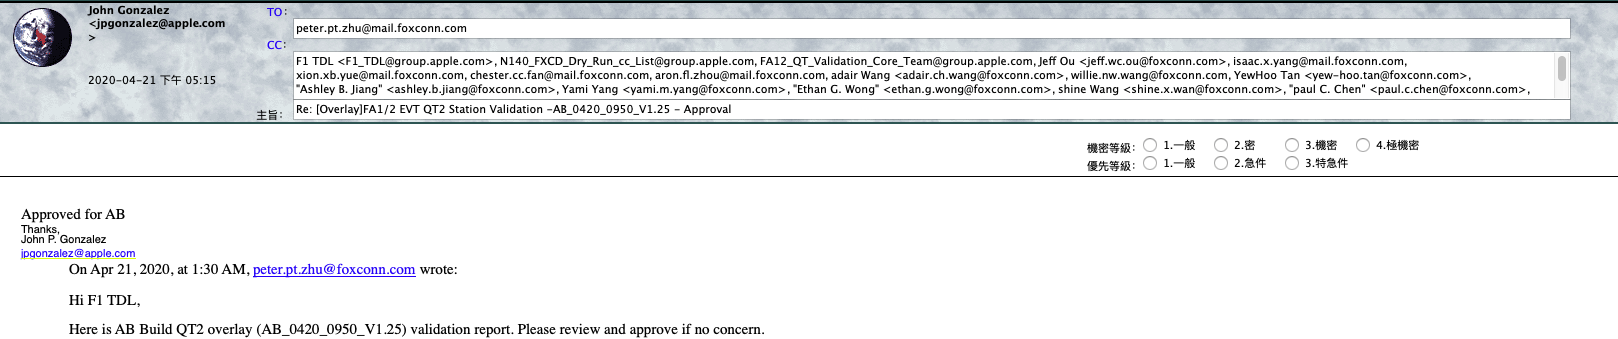 John Gonzalez
<jpgonzalez@apple.com
>
2020-04-21 下午 05:15
TO:
peter.pt.zhu@mail.foxconn.com
CC:
F1 TDL <F1_TDL@group.apple.com>, N140_FXCD_Dry_Run_cc_List@group.apple.com, FA12_QT_Validation_Core_Team@group.apple.com, Jeff Ou <jeff.wc.ou@foxconn.com>, isaac.x.yang@mail.foxconn.com,
xion.xb.yue@mail.foxconn.com, chester.cc.fan@mail.foxconn.com, aron.fl.zhou@mail.foxconn.com, adair Wang <adair.ch.wang@foxconn.com>, willie.nw.wang@foxconn.com, YewHoo Tan <yew-hoo.tan@foxconn.com>,
"Ashley B. Jiang" <ashley.b.jiang@foxconn.com>, Yami Yang <yami.m.yang@foxconn.com>, "Ethan G. Wong" <ethan.g.wong@foxconn.com>, shine Wang <shine.x.wan@foxconn.com>, "paul C. Chen" <paul.c.chen@foxconn.com>,
主旨: Re: [Overlay]FA1/2 EVT QT2 Station Validation -AB_0420_0950_V1.25 - Approval
機密等級: 1.一般 2.密 3.機密 4.極機密
優先等級: 1.一般 2.急件 3.特急件
Approved for AB
Thanks,
John P. Gonzalez
jpgonzalez@apple.com
On Apr 21, 2020, at 1:30 AM, peter.pt.zhu@foxconn.com wrote:
Hi F1 TDL,
Here is AB Build QT2 overlay (AB_0420_0950_V1.25) validation report. Please review and approve if no concern.